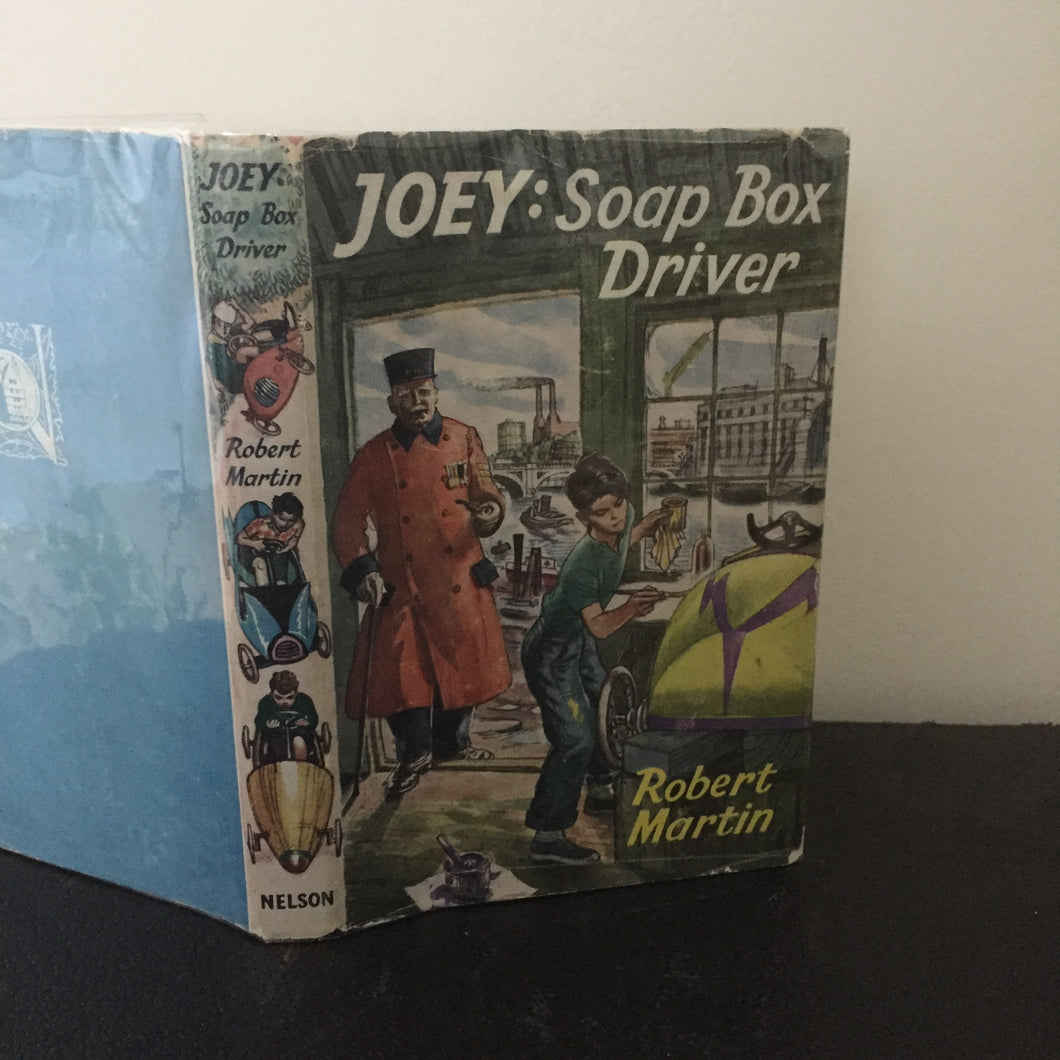 JOEY:
Soap Box
Driver
Robert
Martin
NELSON
JOEY: Soap Box
Driver
Robert
Martin